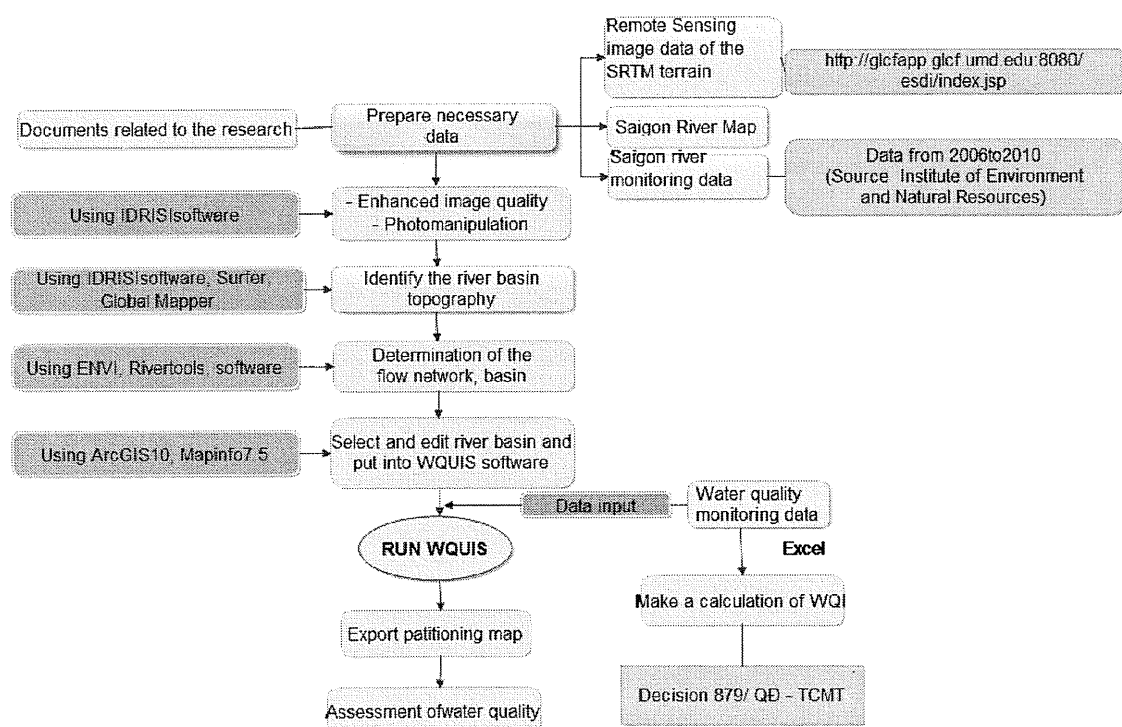 Remote Sensing
image data of the
SRTM terrain
http://glcfapp.glcf.umd.edu:8080/
esdi/index.jsp
Documents related to the research
Prepare necessary
data
Saigon River Map
Saigon river
monitoring data
Data from 2006to2010
(Source Institute of Environment
and Natural Resources)
Using IDRISIsoftware
- Enhanced image quality
- Photomanipulation
Using IDRISIsoftware, Surfer,
Global Mapper
Identify the river basin
topography
Using ENVI, Rivertools software
Determination of the
flow network, basin
Using ArcGIS10, Mapinfo7.5
Select and edit river basin and
put into WQUIS software
Data input
Water quality
monitoring data
RUN WQUIS
Excel
Make a calculation of WQI
Export patitioning map
Decision 879/ QĐ - TCMT
Assessment ofwater quality